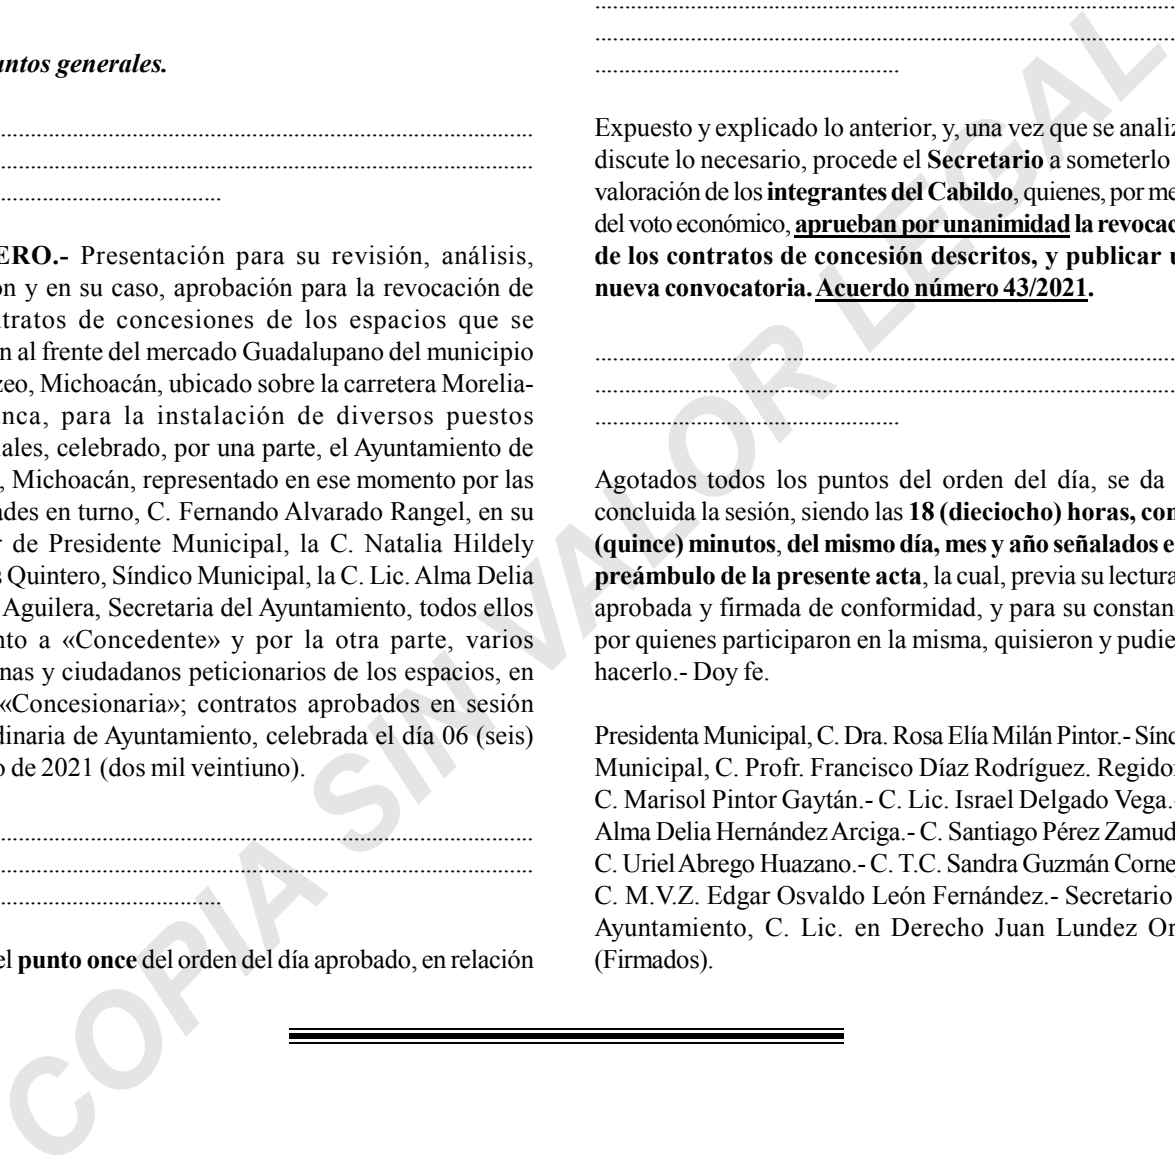 untos generales.
..........................................................................................
..........................................................................................
.....................................
ERO.- Presentación para su revisión, análisis,
ón y en su caso, aprobación para la revocación de
ntratos de concesiones de los espacios que se
n al frente del mercado Guadalupano del municipio
zeo, Michoacán, ubicado sobre la carretera Morelia-
anca, para la instalación de diversos puestos
iales, celebrado, por una parte, el Ayuntamiento de
, Michoacán, representado en ese momento por las
ades en turno, C. Fernando Alvarado Rangel, en su
r de Presidente Municipal, la C. Natalia Hildely
s Quintero, Síndico Municipal, la C. Lic. Alma Delia
Aguilera, Secretaria del Ayuntamiento, todos ellos
nto a «Concedente» y por la otra parte, varios
nas y ciudadanos peticionarios de los espacios, en
«Concesionaria»; contratos aprobados en sesión
dinaria de Ayuntamiento, celebrada el día 06 (seis)
o de 2021 (dos mil veintiuno).
..........................................................................................
..........................................................................................
.....................................
el punto once del orden del día aprobado, en relación
..........................................................................................
..........................................................................................
...................................................
Expuesto y explicado lo anterior, y, una vez que se analiz
discute lo necesario, procede el Secretario a someterlo
valoración de los integrantes del Cabildo, quienes, por me
del voto económico, aprueban por unanimidad la revocac
de los contratos de concesión descritos, y publicar u
nueva convocatoria. Acuerdo número 43/2021.
..........................................................................................
..........................................................................................
...................................................
Agotados todos los puntos del orden del día, se da
concluida la sesión, siendo las 18 (dieciocho) horas, con
(quince) minutos, del mismo día, mes y año señalados e
preámbulo de la presente acta, la cual, previa su lectura
aprobada y firmada de conformidad, y para su constanc
por quienes participaron en la misma, quisieron y pudie
hacerlo.- Doy fe.
Presidenta Municipal, C. Dra. Rosa Elía Milán Pintor.- Sínd
Municipal, C. Profr. Francisco Díaz Rodríguez. Regidor
C. Marisol Pintor Gaytán.- C. Lic. Israel Delgado Vega.-
Alma Delia Hernández Arciga.- C. Santiago Pérez Zamud
C. Uriel Abrego Huazano.- C. T.C. Sandra Guzmán Corne
C. M.V.Z. Edgar Osvaldo León Fernández.- Secretario
Ayuntamiento, C. Lic. en Derecho Juan Lundez Or
(Firmados).
COPIA SIN VALOR LEGAL